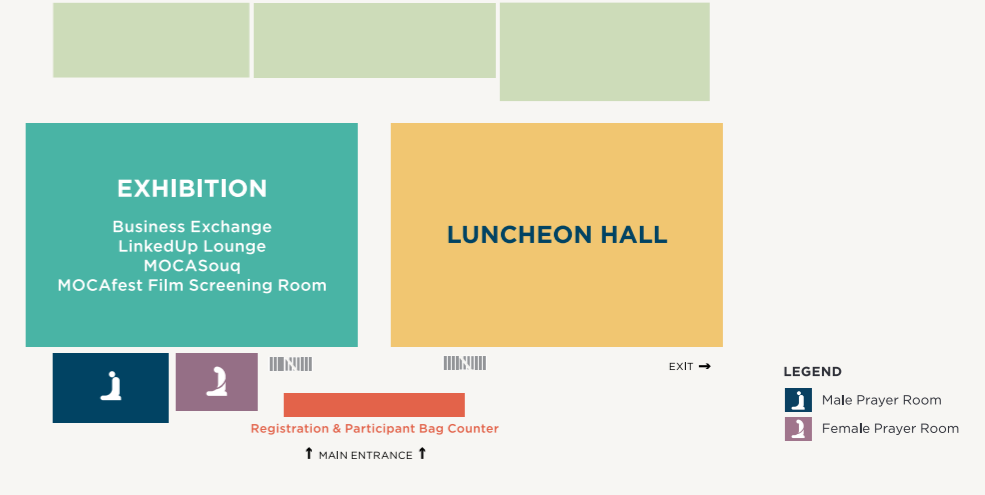 EXHIBITION
Business Exchange
LinkedUp Lounge
MOCASouq
MOCAfest Film Screening Room
LUNCHEON HALL
EXIT →
Registration & Participant Bag Counter
↑ MAIN ENTRANCE ↑
LEGEND
Male Prayer Room
Female Prayer Room